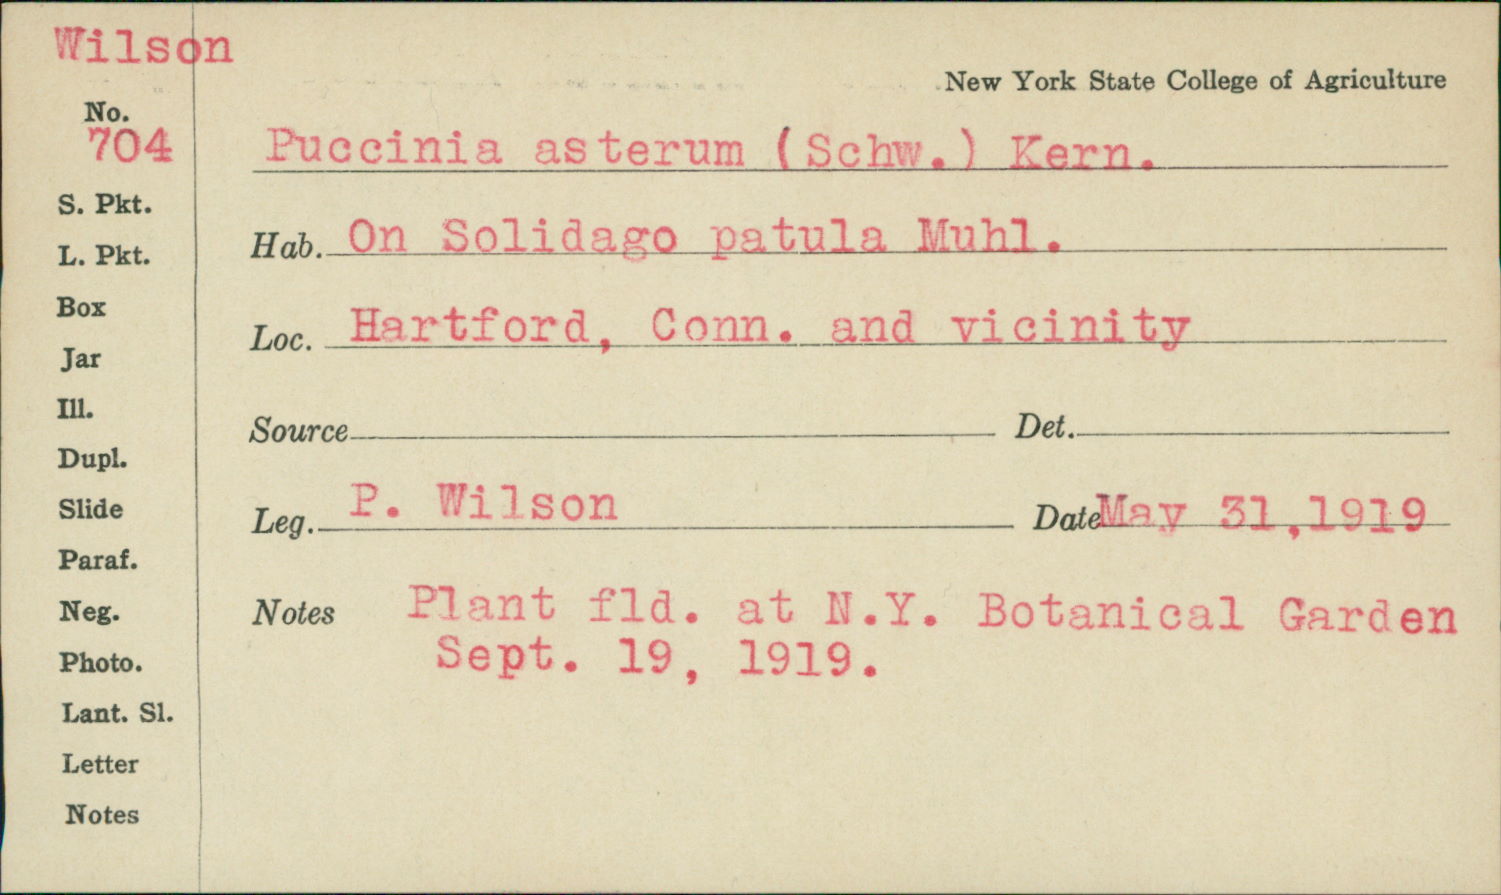 Wilson
New York State College of Agriculture
No.
704
Puccinia asterum (Schw.) Kern.
S. Pkt.
Hab. On Solidago patula Muhl.
L. Pkt.
Box
Loc. Hartford, Conn. and vicinity
Jar
Ill.
Source Det.
Dupl.
Slide
Leg. P. Wilson Date May 31,1919
Paraf.
Neg.
Notes Plant fld. at N.Y. Botanical Garden
Sept. 19, 1919.
Photo.
Lant. Sl.
Letter
Notes